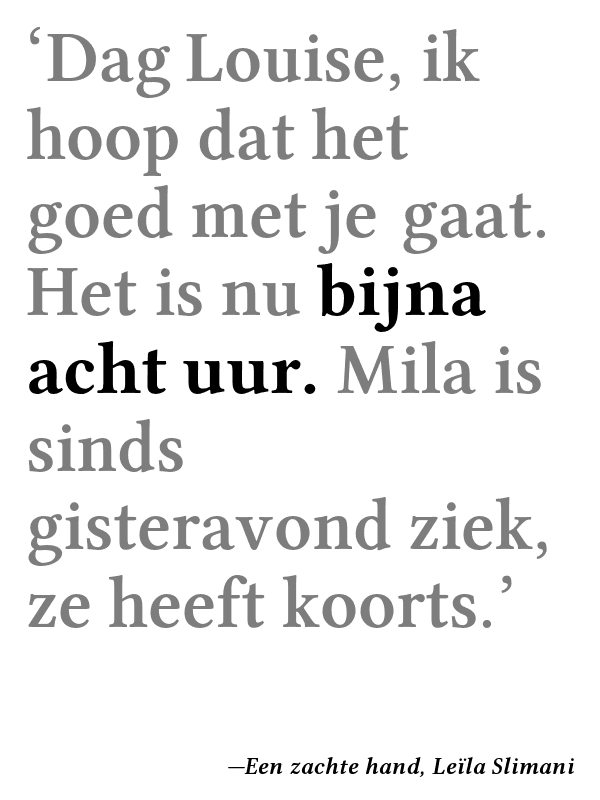 ‘Dag Louise, ik
hoop dat het
goed met je gaat.
Het is nu bijna
acht uur. Mila is
sinds
gisteravond ziek,
ze heeft koorts.’
—Een zachte hand, Leïla Slimani